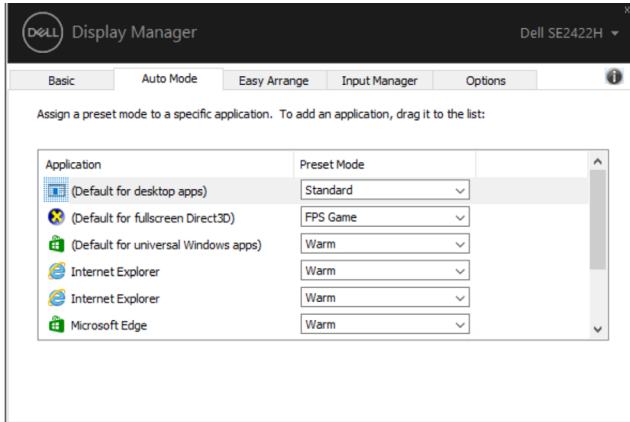 DELL Display Manager Dell SE2422H
Basic Auto Mode Easy Arrange Input Manager Options
Assign a preset mode to a specific application. To add an application, drag it to the list:
Application Preset Mode
(Default for desktop apps) Standard
(Default for fullscreen Direct3D) FPS Game
(Default for universal Windows apps) Warm
Internet Explorer Warm
Internet Explorer Warm
Microsoft Edge Warm